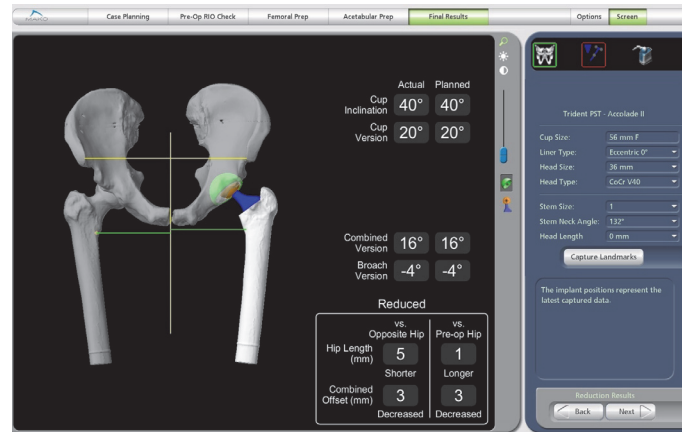 MAKO
Case Planning
Pre-Op RIO Check
Femoral Prep
Acetabular Prep
Final Results
Options
Screen
Actual Planned
Cup Inclination 40° 40°
Cup Version 20° 20°
Combined Version 16° 16°
Broach Version -4° -4°
Reduced
vs. Opposite Hip
vs. Pre-op Hip
Hip Length (mm) 5 1
Shorter Longer
Combined Offset (mm) 3 3
Decreased Decreased
Trident PST - Accolade II
Cup Size: 56 mm F
Liner Type: Eccentric 0°
Head Size: 36 mm
Head Type: CoCr V40
Stem Size: 1
Stem Neck Angle: 132°
Head Length 0 mm
Capture Landmarks
The implant positions represent the
latest captured data.
Reduction Results
Back
Next